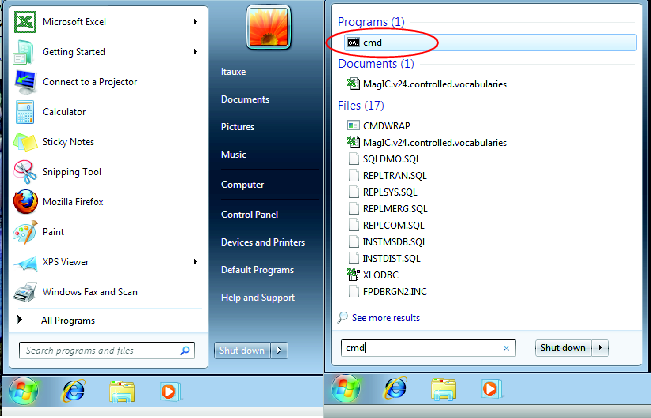 Microsoft Excel
Getting Started
Connect to a Projector
Calculator
Sticky Notes
Snipping Tool
Mozilla Firefox
Paint
XPS Viewer
Windows Fax and Scan
All Programs
Search programs and files
ltauxe
Documents
Pictures
Music
Computer
Control Panel
Devices and Printers
Default Programs
Help and Support
Shut down
Programs (1)
cmd
Documents (1)
MagIC.v24.controlled.vocabularies
Files (17)
CMDWRAP
MagIC.v24.controlled.vocabularies
SQLDMO.SQL
REPLTRAN.SQL
REPLSYS.SQL
REPLMERG.SQL
REPLCOM.SQL
INSTMSDB.SQL
INSTDIST.SQL
XLODBC
FPDBRGN2.INC
See more results
cmd
Shut down